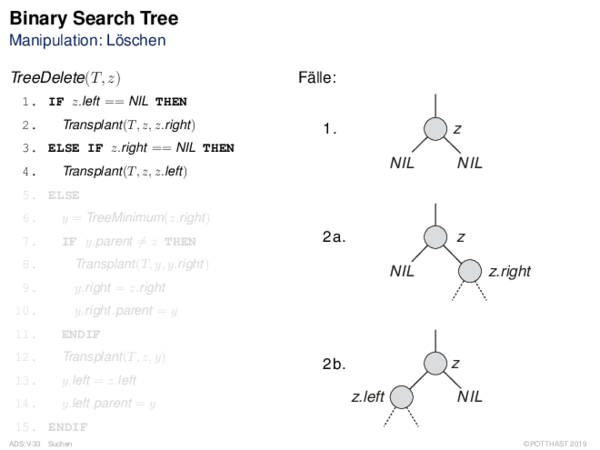 Binary Search Tree
Manipulation: Löschen
TreeDelete(T, z)
1. IF z.left == NIL THEN
2. Transplant(T, z, z.right)
3. ELSE IF z.right == NIL THEN
4. Transplant(T, z, z.left)
5. ELSE
6. y = TreeMinimum(z.right)
7. IF y.parent ≠ z THEN
8. Transplant(T, y, y.right)
9. y.right = z.right
10. y.right.parent = y
11. ENDIF
12. Transplant(T, z, y)
13. y.left = z.left
14. y.left.parent = y
15. ENDIF
Fälle:
1.
z
NIL NIL
2a.
z
NIL z.right
2b.
z
z.left NIL
ADS:V-33 Suchen
©POTTHAST 2019